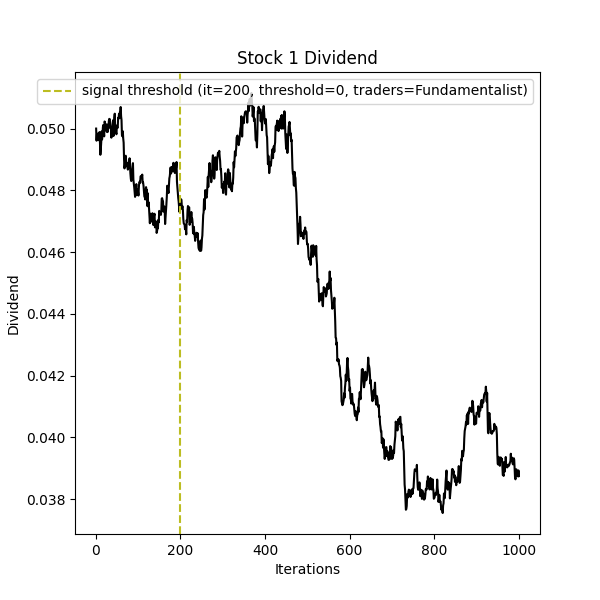 Stock 1 Dividend
signal threshold (it=200, threshold=0, traders=Fundamentalist)
0.050
0.048
0.046
0.044
0.042
0.040
0.038
Dividend
0 200 400 600 800 1000
Iterations